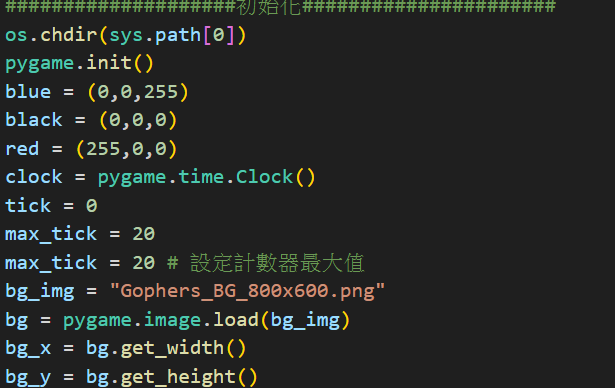 ####################初始化######################
os.chdir(sys.path[0])
pygame.init()
blue = (0,0,255)
black = (0,0,0)
red = (255,0,0)
clock = pygame.time.Clock()
tick = 0
max_tick = 20
max_tick = 20 # 設定計數器最大值
bg_img = "Gophers_BG_800x600.png"
bg = pygame.image.load(bg_img)
bg_x = bg.get_width()
bg_y = bg.get_height()